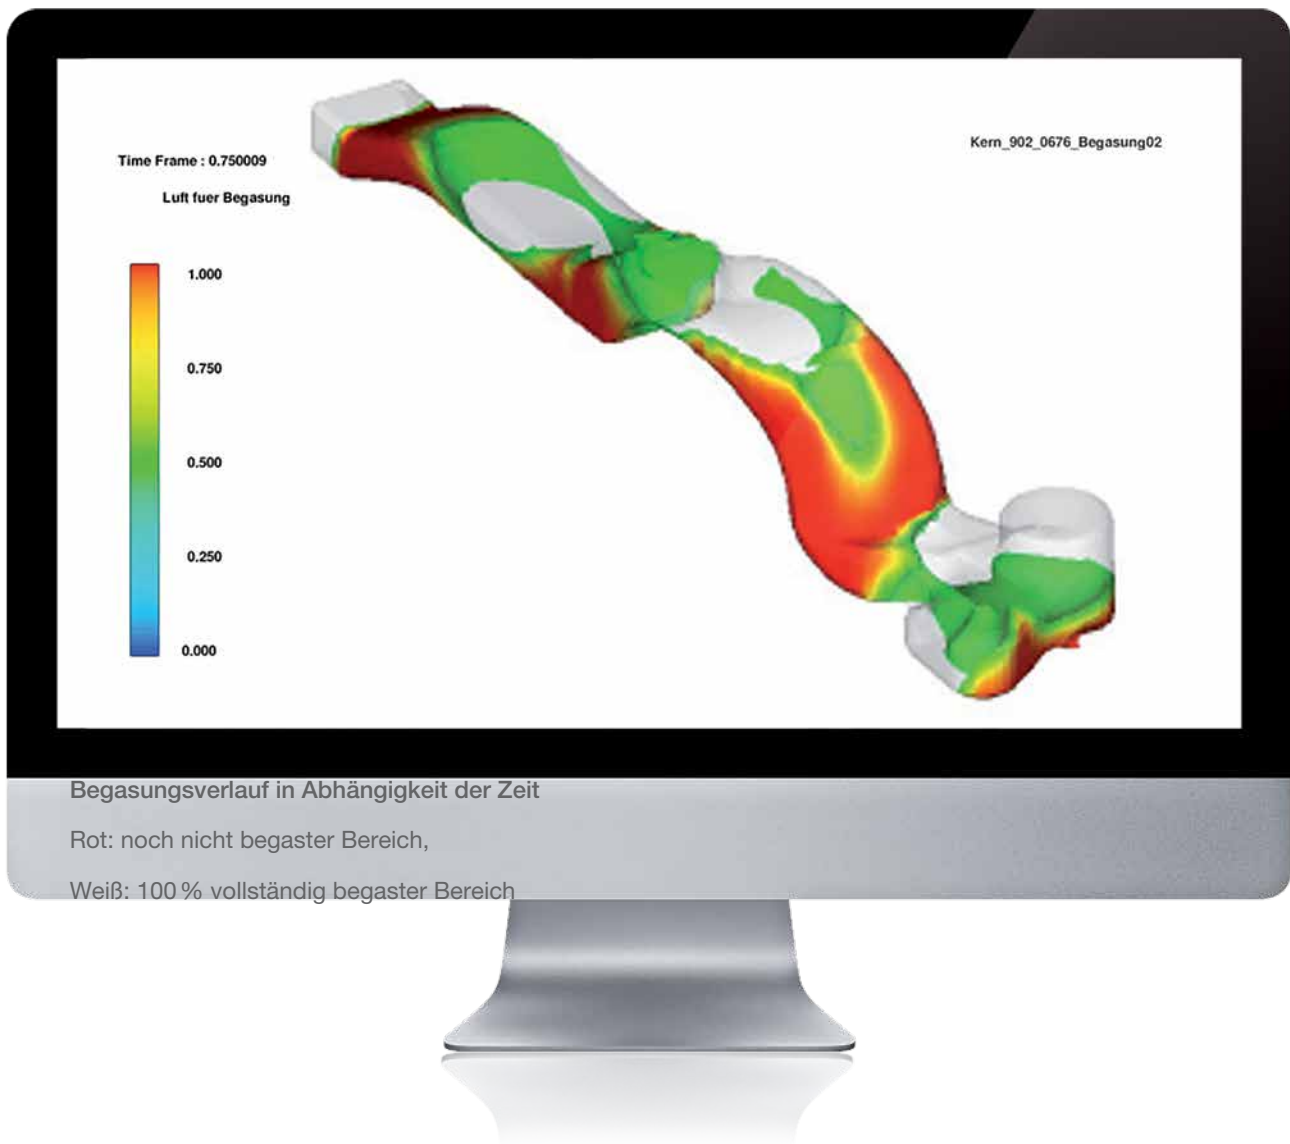 Time Frame : 0.750009
Kern_902_0676_Begasung02
Luft fuer Begasung
1.000
0.750
0.500
0.250
0.000
Begasungsverlauf in Abhängigkeit der Zeit
Rot: noch nicht begaster Bereich,
Weiß: 100 % vollständig begaster Bereich